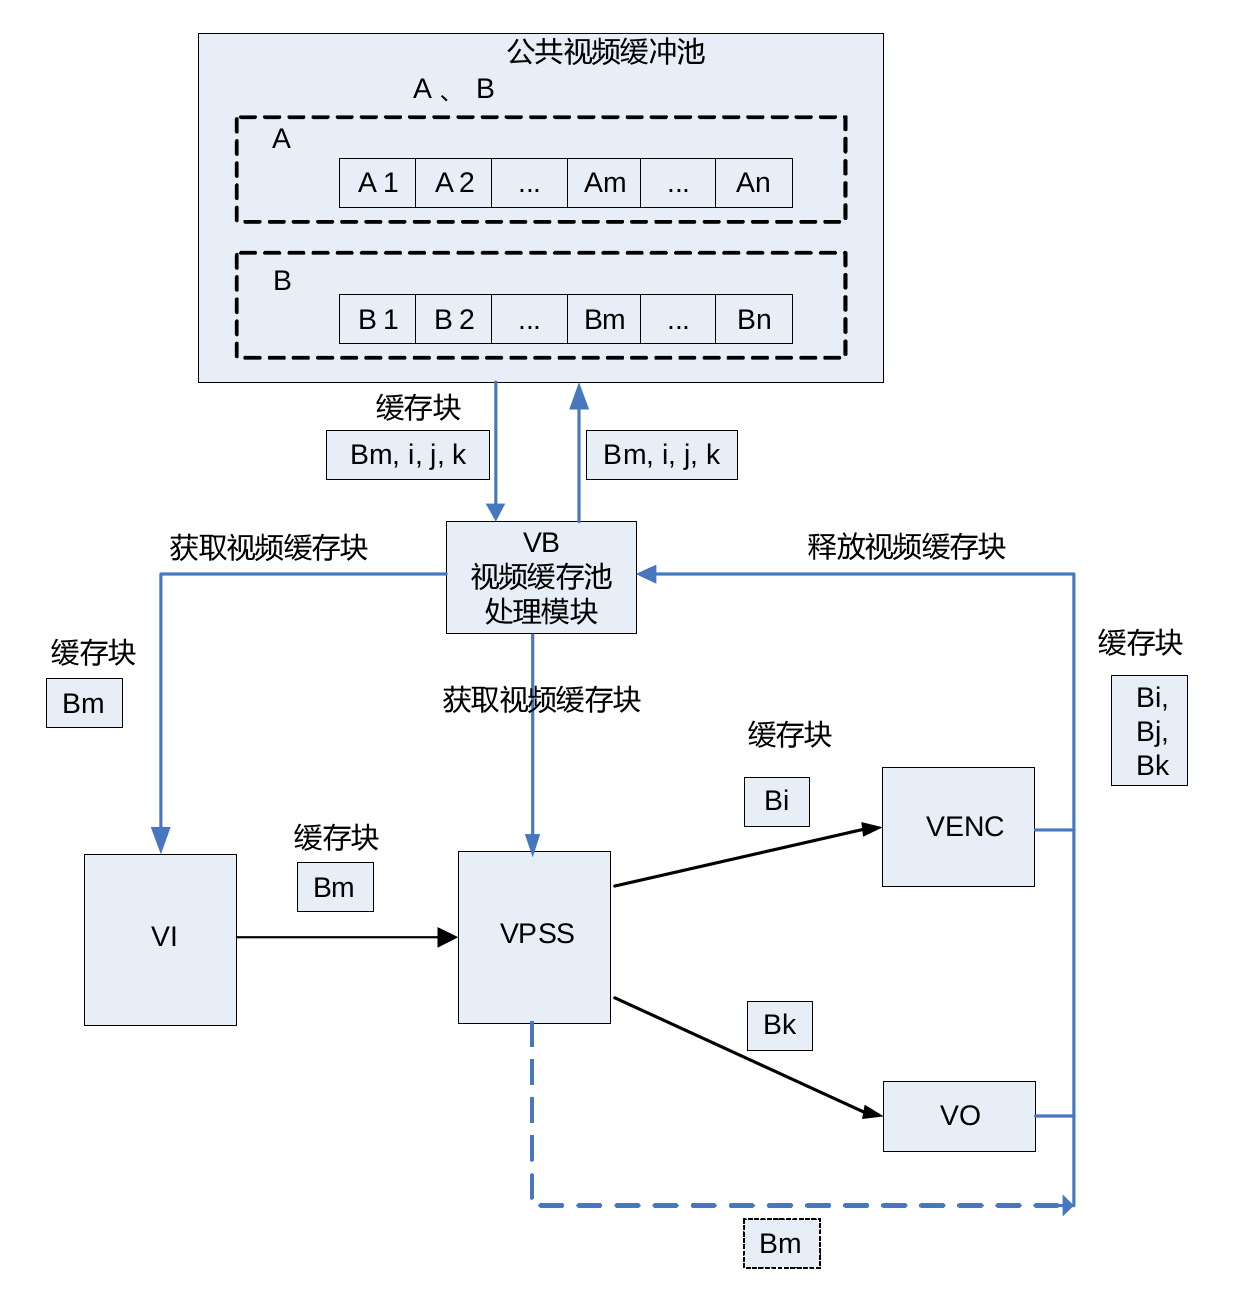 公共视频缓冲池
A 、 B
A
A 1 A 2 ... Am ... An
B
B 1 B 2 ... Bm ... Bn
缓存块
Bm, i, j, k
Bm, i, j, k
获取视频缓存块
VB
视频缓存池
处理模块
释放视频缓存块
缓存块
Bm
获取视频缓存块
缓存块
Bi,
Bj,
Bk
缓存块
Bi
VENC
缓存块
Bm
VI
VPSS
Bk
VO
Bm